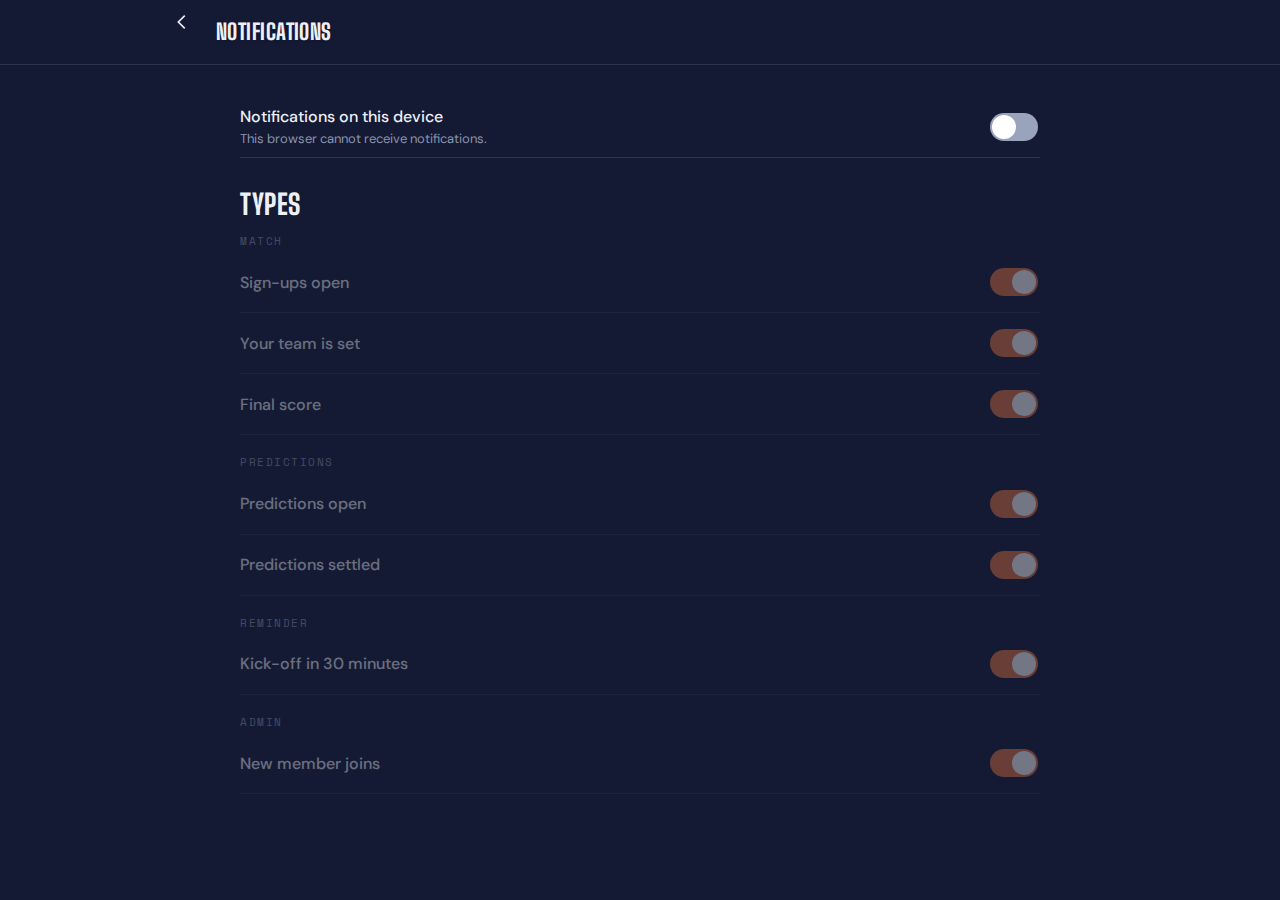 NOTIFICATIONS
Notifications on this device
This browser cannot receive notifications.
TYPES
MATCH
Sign-ups open
Your team is set
Final score
PREDICTIONS
Predictions open
Predictions settled
REMINDER
Kick-off in 30 minutes
ADMIN
New member joins